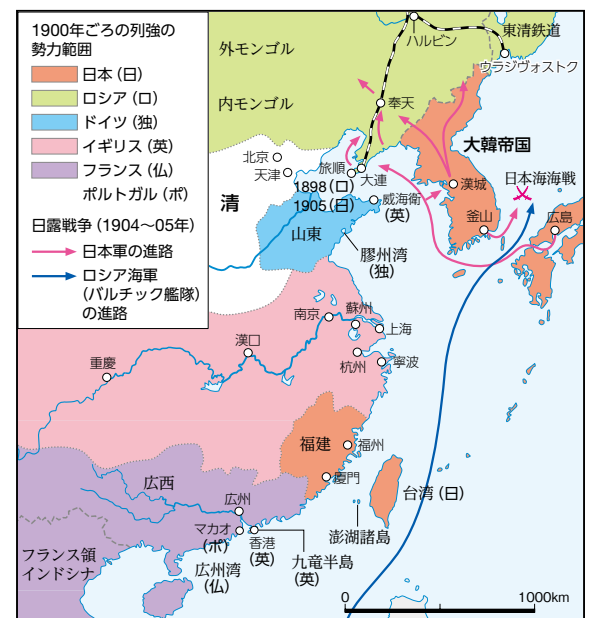 1900年ごろの列強の
勢力範囲
日本（日）
ロシア（ロ）
ドイツ（独）
イギリス（英）
フランス（仏）
ポルトガル（ポ）
日露戦争（1904〜05年）
日本軍の進路
ロシア海軍
（バルチック艦隊）
の進路
外モンゴル
内モンゴル
ハルビン
東清鉄道
ウラジヴォストク
奉天
大韓帝国
北京
天津
旅順
大連
1898（ロ）
1905（日）
清
漢城
日本海海戦
威海衛
（英）
釜山
広島
山東
膠州湾
（独）
南京
蘇州
上海
漢口
杭州
寧波
重慶
福建
福州
厦門
広西
広州
台湾（日）
澎湖諸島
マカオ
（ポ）
香港
（英）
九竜半島
（英）
広州湾
（仏）
フランス領
インドシナ
0
1000km